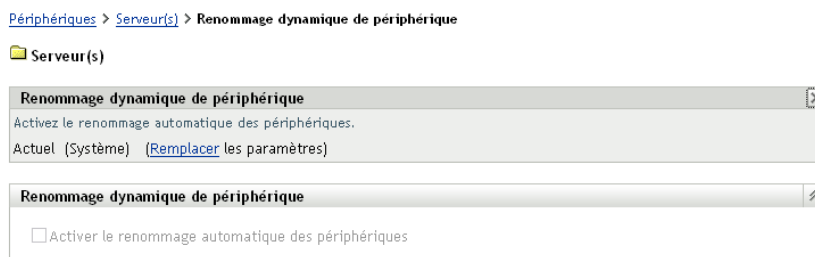 Périphériques > Serveur(s) > Renommage dynamique de périphérique
Serveur(s)
Renommage dynamique de périphérique
Activez le renommage automatique des périphériques.
Actuel (Système) (Remplacer les paramètres)
Renommage dynamique de périphérique
Activer le renommage automatique des périphériques